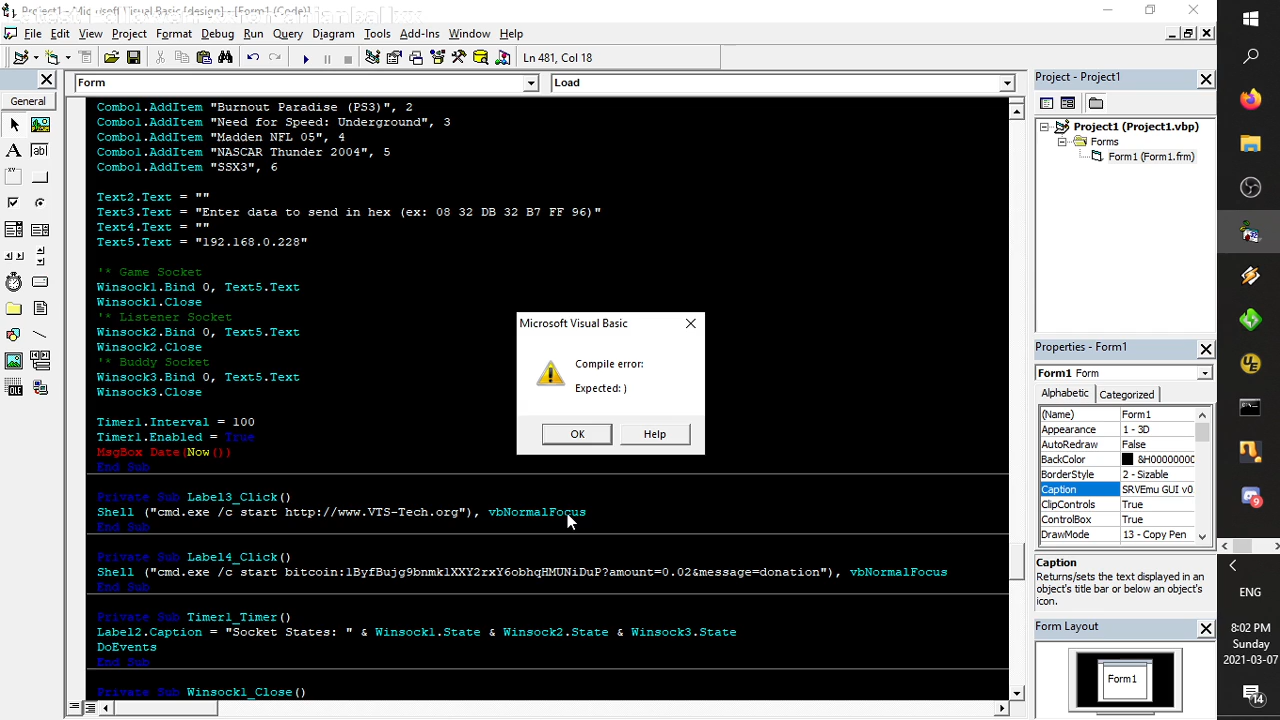 Project1 - Microsoft Visual Basic [design] - [Form1 (Code)]
File Edit View Project Format Debug Run Query Diagram Tools Add-Ins Window Help
Ln 481, Col 18
General
Form
Load
Combo1.AddItem "Burnout Paradise (PS3)", 2
Combo1.AddItem "Need for Speed: Underground", 3
Combo1.AddItem "Madden NFL 05", 4
Combo1.AddItem "NASCAR Thunder 2004", 5
Combo1.AddItem "SSX3", 6
Text2.Text = ""
Text3.Text = "Enter data to send in hex (ex: 08 32 DB 32 B7 FF 96)"
Text4.Text = ""
Text5.Text = "192.168.0.228"
'* Game Socket
Winsock1.Bind 0, Text5.Text
Winsock1.Close
'* Listener Socket
Winsock2.Bind 0, Text5.Text
Winsock2.Close
'* Buddy Socket
Winsock3.Bind 0, Text5.Text
Winsock3.Close
Timer1.Interval = 100
Timer1.Enabled = True
MsgBox Date(Now())
End Sub
Private Sub Label3_Click()
Shell ("cmd.exe /c start http://www.VTS-Tech.org"), vbNormalFocus
End Sub
Private Sub Label4_Click()
Shell ("cmd.exe /c start bitcoin:1ByfBujg9bnmk1XXY2rxY6obhqHMUNiDuP?amount=0.02&message=donation"), vbNormalFocus
End Sub
Private Sub Timer1_Timer()
Label2.Caption = "Socket States: " & Winsock1.State & Winsock2.State & Winsock3.State
DoEvents
End Sub
Private Sub Winsock1_Close()
Microsoft Visual Basic
Compile error:
Expected: )
OK
Help
Project - Project1
Project1 (Project1.vbp)
Forms
Form1 (Form1.frm)
Properties - Form1
Form1 Form
Alphabetic Categorized
(Name) Form1
Appearance 1 - 3D
AutoRedraw False
BackColor &H00000000
BorderStyle 2 - Sizable
Caption SRVEmu GUI v0
ClipControls True
ControlBox True
DrawMode 13 - Copy Pen
Caption
Returns/sets the text displayed in an
object's title bar or below an object's
icon.
Form Layout
Form1
ENG
8:02 PM
Sunday
2021-03-07
14